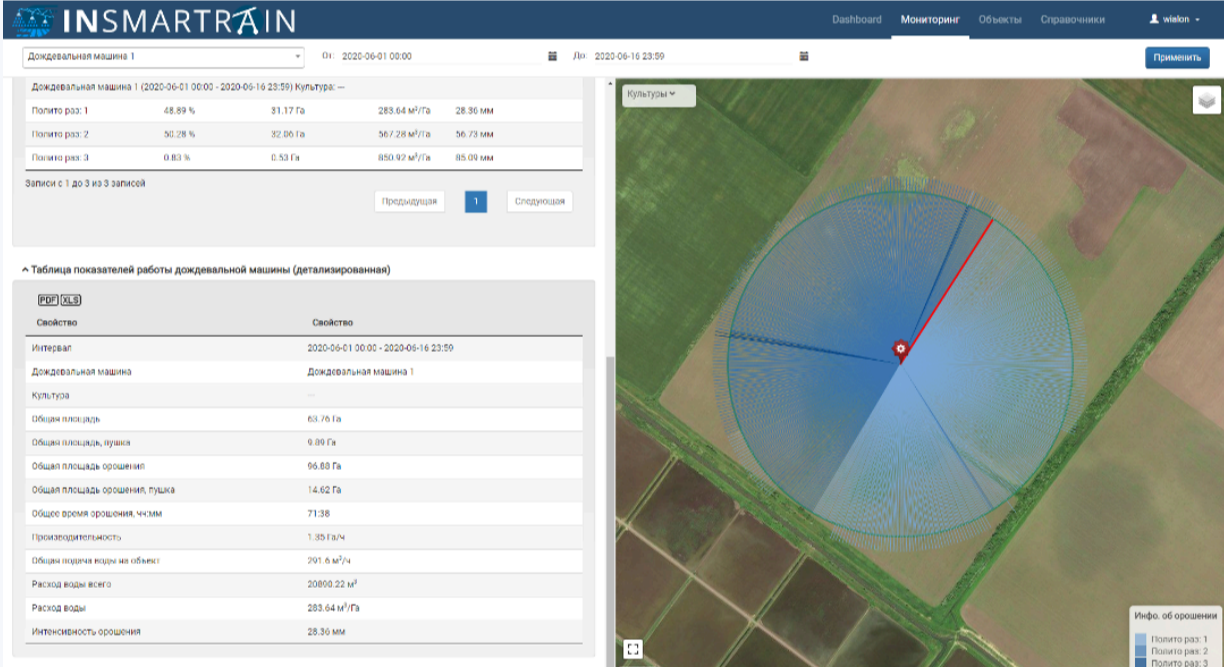 INSMARTRAIN
Dashboard Мониторинг Объекты Справочники wialon
Дождевальная машина 1 От: 2020-06-01 00:00 До: 2020-06-16 23:59 Применить
Дождевальная машина 1 (2020-06-01 00:00 - 2020-06-16 23:59) Культура: —
Полито раз: 1 48.89 % 31.17 Га 283.64 м³/Га 28.36 мм
Полито раз: 2 50.28 % 32.06 Га 567.28 м³/Га 56.73 мм
Полито раз: 3 0.83 % 0.53 Га 850.92 м³/Га 85.09 мм
Записи с 1 до 3 из 3 записей
Предыдущая 1 Следующая
Таблица показателей работы дождевальной машины (детализированная)
PDF XLS
Свойство Свойство
Интервал 2020-06-01 00:00 - 2020-06-16 23:59
Дождевальная машина Дождевальная машина 1
Культура —
Общая площадь 63.76 Га
Общая площадь, пушка 9.89 Га
Общая площадь орошения 96.88 Га
Общая площадь орошения, пушка 14.62 Га
Общее время орошения, чч:мм 71:38
Производительность 1.35 Га/ч
Общая подача воды на объект 291.6 м³/ч
Расход воды всего 20890.22 м³
Расход воды 283.64 м³/Га
Интенсивность орошения 28.36 мм
Культуры
Инфо. об орошении
Полито раз: 1
Полито раз: 2
Полито раз: 3